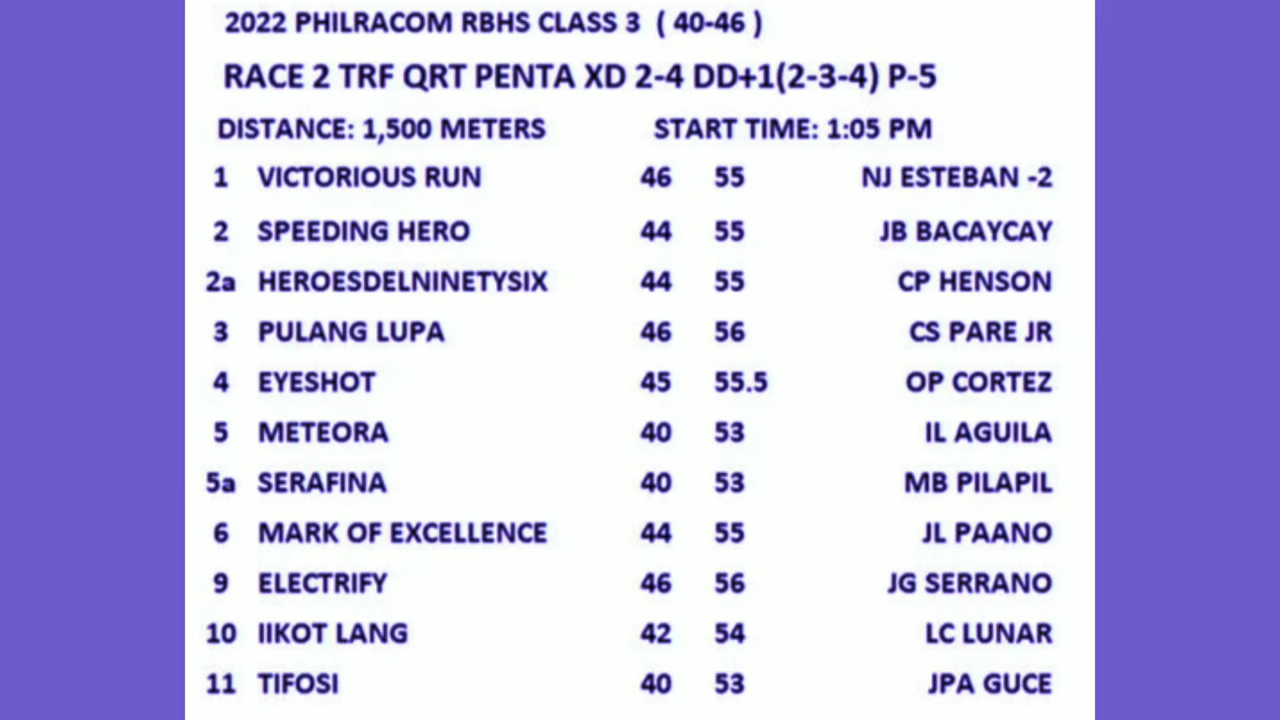 2022 PHILRACOM RBHS CLASS 3 ( 40-46 )
RACE 2 TRF QRT PENTA XD 2-4 DD+1(2-3-4) P-5
DISTANCE: 1,500 METERS START TIME: 1:05 PM
1 VICTORIOUS RUN 46 55 NJ ESTEBAN -2
2 SPEEDING HERO 44 55 JB BACAYCAY
2a HEROESDELNINETYSIX 44 55 CP HENSON
3 PULANG LUPA 46 56 CS PARE JR
4 EYESHOT 45 55.5 OP CORTEZ
5 METEORA 40 53 IL AGUILA
5a SERAFINA 40 53 MB PILAPIL
6 MARK OF EXCELLENCE 44 55 JL PAANO
9 ELECTRIFY 46 56 JG SERRANO
10 IIKOT LANG 42 54 LC LUNAR
11 TIFOSI 40 53 JPA GUCE